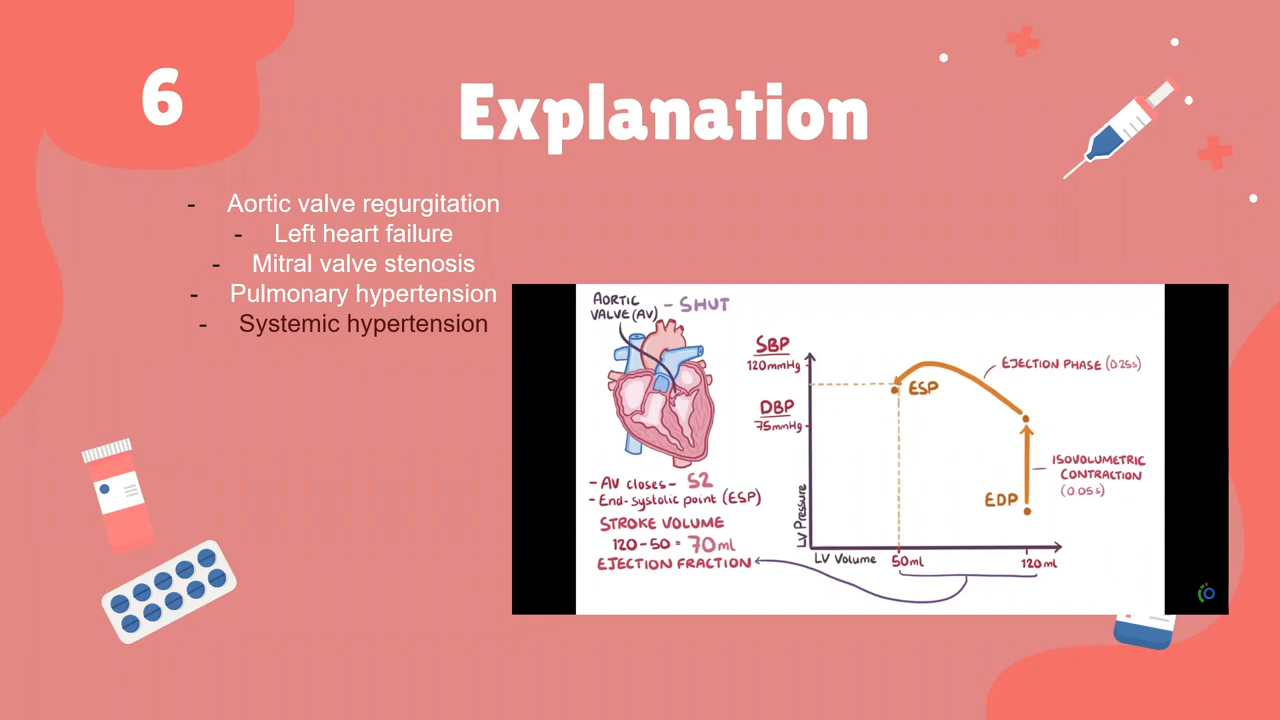 6
Explanation
- Aortic valve regurgitation
- Left heart failure
- Mitral valve stenosis
- Pulmonary hypertension
- Systemic hypertension
AORTIC
VALVE (AV) - SHUT
- AV closes - S2
- End-systolic point (ESP)
STROKE VOLUME
120 - 50 = 70ml
EJECTION FRACTION
SBP
120mmHg
DBP
75mmHg
LV Pressure
ESP
EJECTION PHASE (0.25s)
ISOVOLUMETRIC
CONTRACTION
(0.05s)
EDP
LV Volume
50ml
120 ml